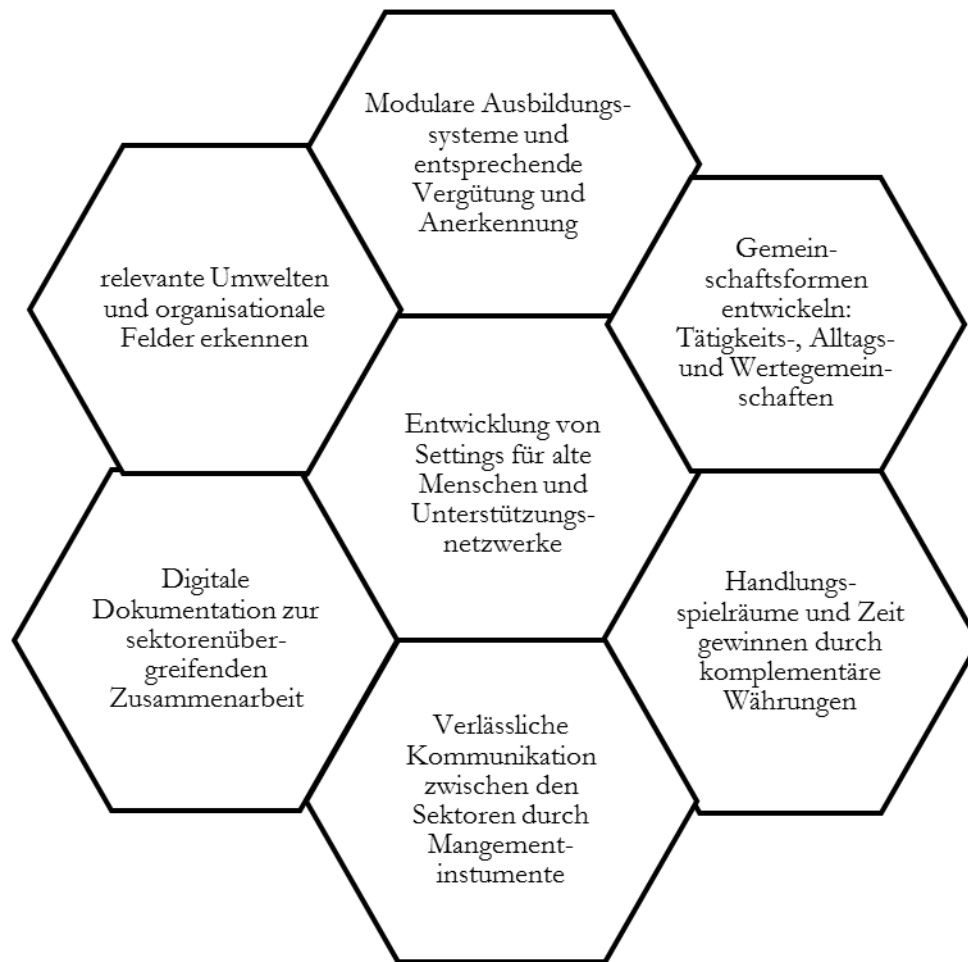 Modulare Ausbildungs-
systeme und
entsprechende
Vergütung und
Anerkennung
relevante Umwelten
und organisationale
Felder erkennen
Gemein-
schaftsformen
entwickeln:
Tätigkeits-, Alltags-
und Wertegemein-
schaften
Entwicklung von
Settings für alte
Menschen und
Unterstützungs-
netzwerke
Digitale
Dokumentation zur
sektorenüber-
greifenden
Zusammenarbeit
Handlungs-
spielräume und Zeit
gewinnen durch
komplementäre
Währungen
Verlässliche
Kommunikation
zwischen den
Sektoren durch
Mangement-
instumente